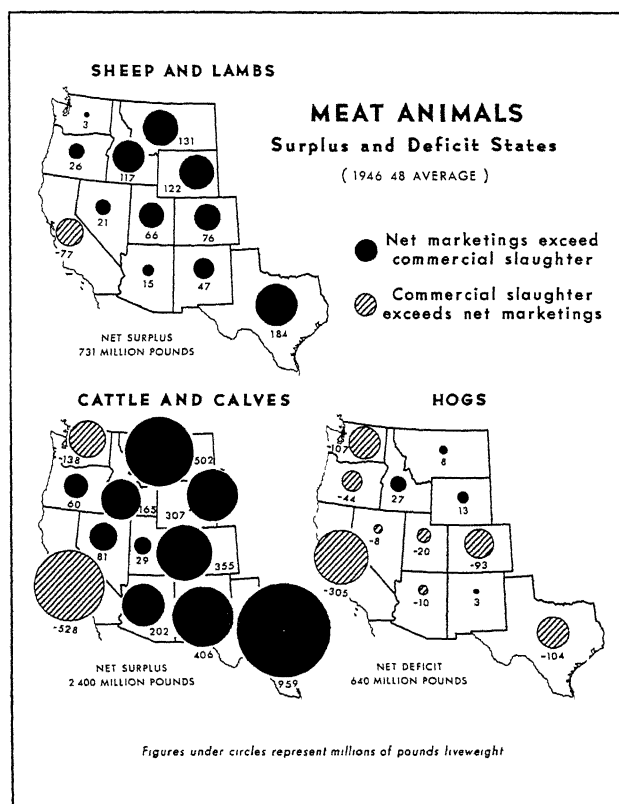 SHEEP AND LAMBS
MEAT ANIMALS
Surplus and Deficit States
( 1946 48 AVERAGE )
3
131
26
117
122
21
66
76
-77
15
47
184
Net marketings exceed
commercial slaughter
Commercial slaughter
exceeds net marketings
NET SURPLUS
731 MILLION POUNDS
CATTLE AND CALVES
-138
502
60
165
307
81
29
355
-528
202
406
959
NET SURPLUS
2 400 MILLION POUNDS
HOGS
-107
8
-44
27
13
-8
-20
-93
-305
-10
3
-104
NET DEFICIT
640 MILLION POUNDS
Figures under circles represent millions of pounds liveweight